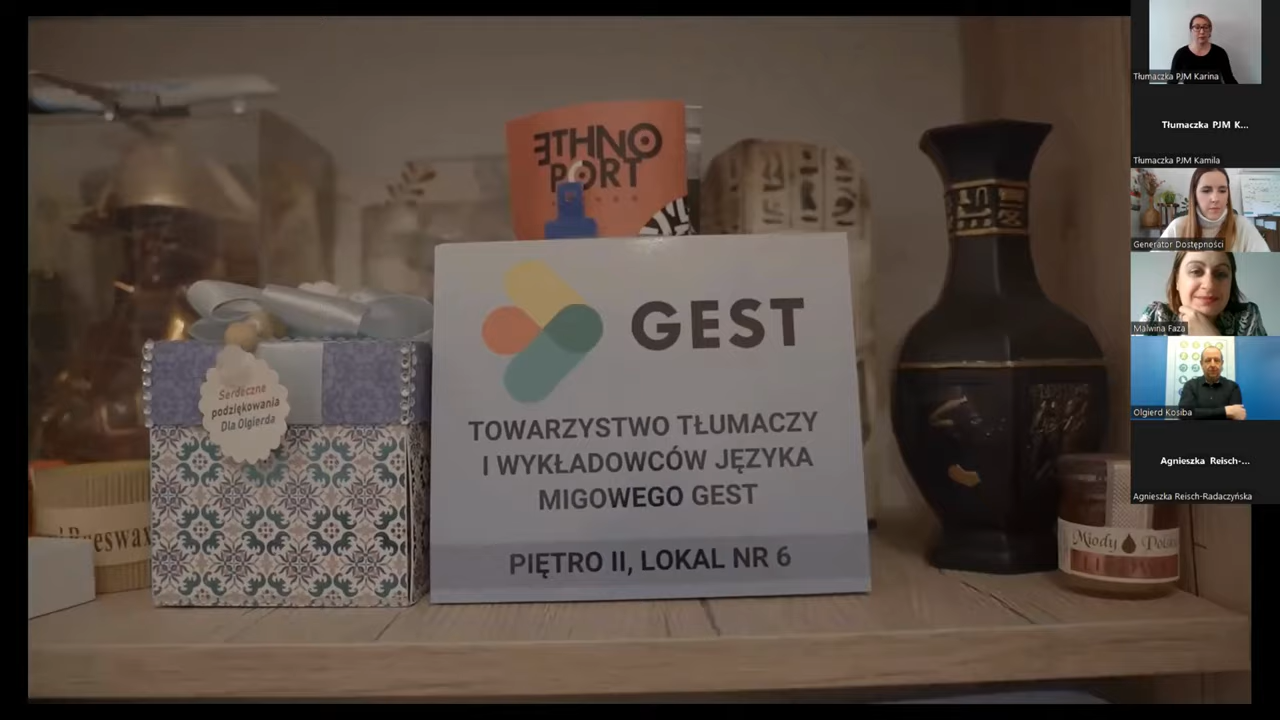 ЭTHNO
PORT
GEST
TOWARZYSTWO TŁUMACZY
I WYKŁADOWCÓW JĘZYKA
MIGOWEGO GEST
PIĘTRO II, LOKAL NR 6
Serdeczne
podziękowania
Dla Olgierda
Beeswax
Miody Polskie
Tłumaczka PJM Karina
Tłumaczka PJM K...
Tłumaczka PJM Kamila
Generator Dostępności
Malwina Faza
Olgierd Kosiba
Agnieszka Reisch-...
Agnieszka Reisch-Radaczyńska